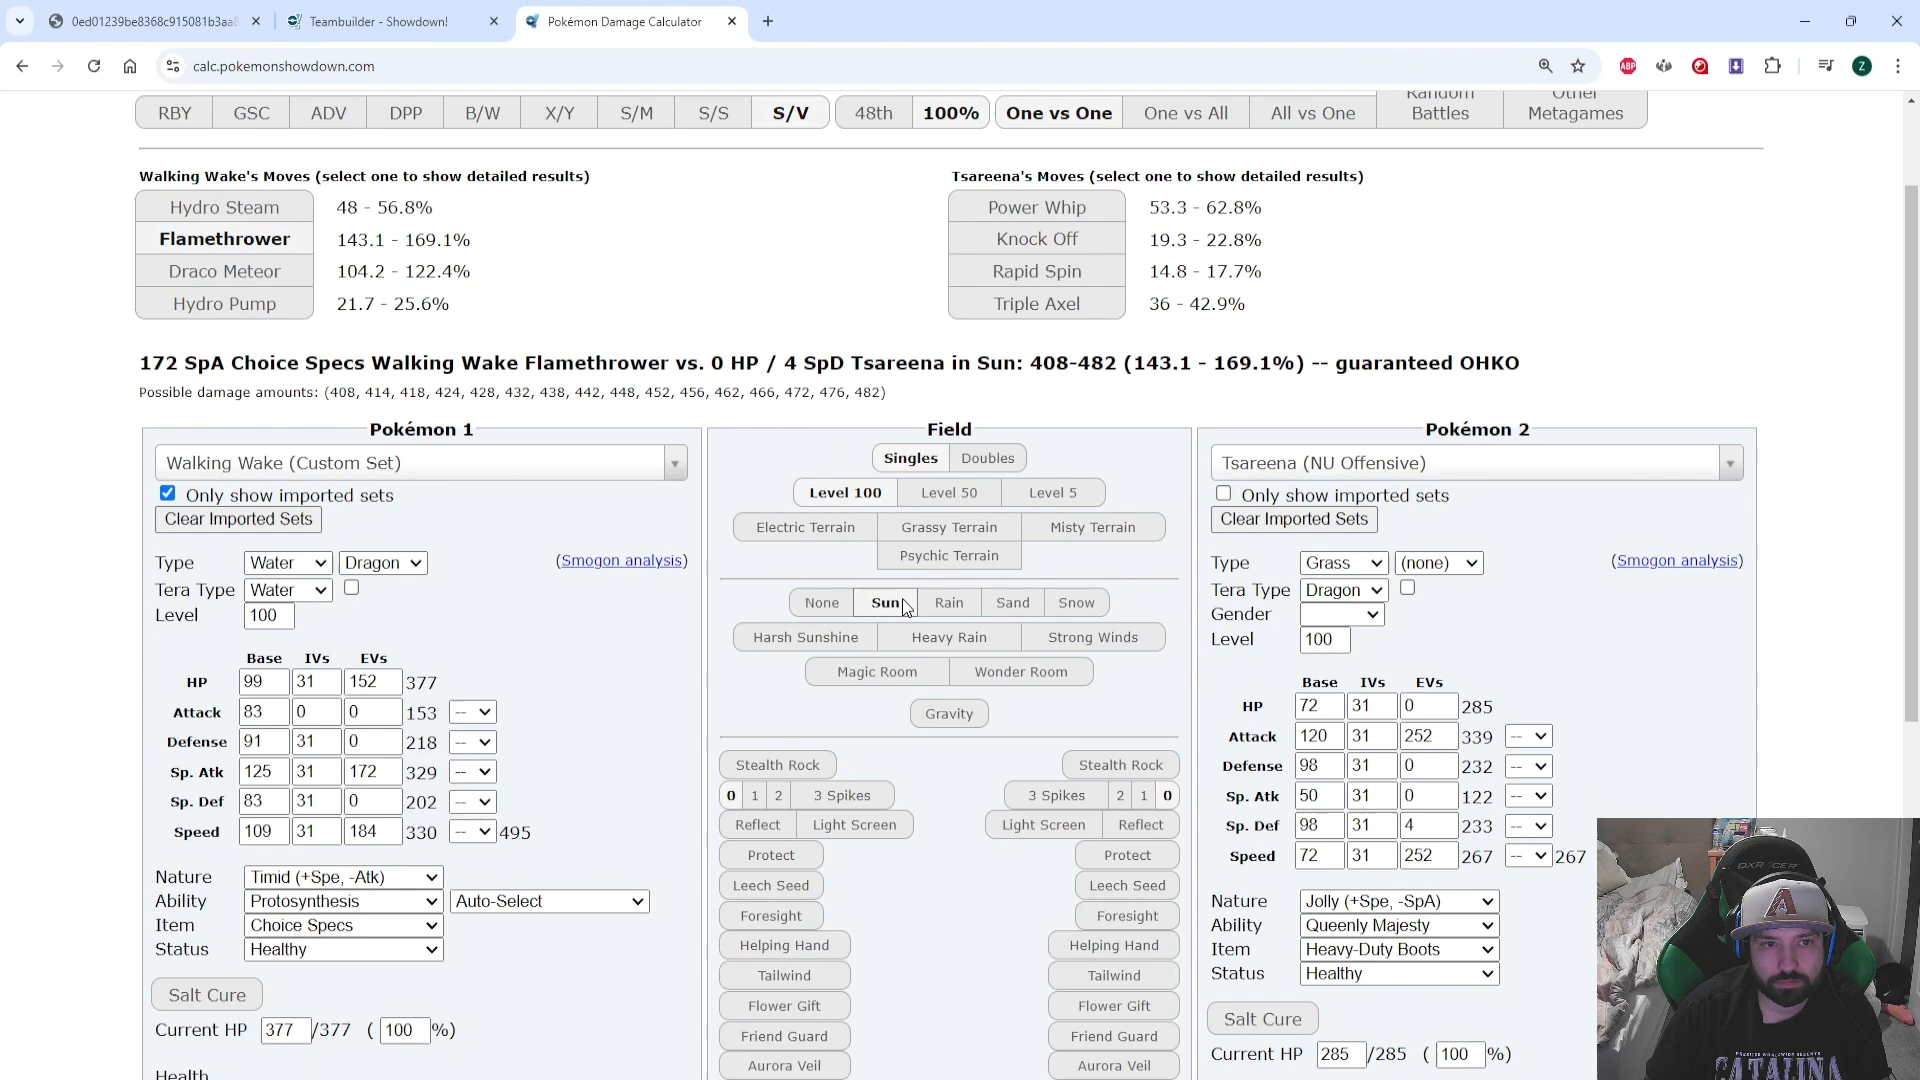 0ed01239be8368c915081b3aa8
Teambuilder - Showdown!
Pokémon Damage Calculator
calc.pokemonshowdown.com
ABP
Z
RBY GSC ADV DPP B/W X/Y S/M S/S S/V 48th 100% One vs One One vs All All vs One Random Battles Other Metagames
Walking Wake's Moves (select one to show detailed results)
Hydro Steam 48 - 56.8%
Flamethrower 143.1 - 169.1%
Draco Meteor 104.2 - 122.4%
Hydro Pump 21.7 - 25.6%
Tsareena's Moves (select one to show detailed results)
Power Whip 53.3 - 62.8%
Knock Off 19.3 - 22.8%
Rapid Spin 14.8 - 17.7%
Triple Axel 36 - 42.9%
172 SpA Choice Specs Walking Wake Flamethrower vs. 0 HP / 4 SpD Tsareena in Sun: 408-482 (143.1 - 169.1%) -- guaranteed OHKO
Possible damage amounts: (408, 414, 418, 424, 428, 432, 438, 442, 448, 452, 456, 462, 466, 472, 476, 482)
Pokémon 1
Walking Wake (Custom Set)
Only show imported sets
Clear Imported Sets
Type Water Dragon (Smogon analysis)
Tera Type Water
Level 100
Base IVs EVs
HP 99 31 152 377
Attack 83 0 0 153 --
Defense 91 31 0 218 --
Sp. Atk 125 31 172 329 --
Sp. Def 83 31 0 202 --
Speed 109 31 184 330 -- 495
Nature Timid (+Spe, -Atk)
Ability Protosynthesis Auto-Select
Item Choice Specs
Status Healthy
Salt Cure
Current HP 377/377 ( 100 %)
Health
Field
Singles Doubles
Level 100 Level 50 Level 5
Electric Terrain Grassy Terrain Misty Terrain
Psychic Terrain
None Sun Rain Sand Snow
Harsh Sunshine Heavy Rain Strong Winds
Magic Room Wonder Room
Gravity
Stealth Rock Stealth Rock
0 1 2 3 Spikes 3 Spikes 2 1 0
Reflect Light Screen Light Screen Reflect
Protect Protect
Leech Seed Leech Seed
Foresight Foresight
Helping Hand Helping Hand
Tailwind Tailwind
Flower Gift Flower Gift
Friend Guard Friend Guard
Aurora Veil Aurora Veil
Pokémon 2
Tsareena (NU Offensive)
Only show imported sets
Clear Imported Sets
Type Grass (none) (Smogon analysis)
Tera Type Dragon
Gender
Level 100
Base IVs EVs
HP 72 31 0 285
Attack 120 31 252 339 --
Defense 98 31 0 232 --
Sp. Atk 50 31 0 122 --
Sp. Def 98 31 4 233 --
Speed 72 31 252 267 -- 267
Nature Jolly (+Spe, -SpA)
Ability Queenly Majesty
Item Heavy-Duty Boots
Status Healthy
Salt Cure
Current HP 285/285 ( 100 %)
DXRACER
A
CATALINA